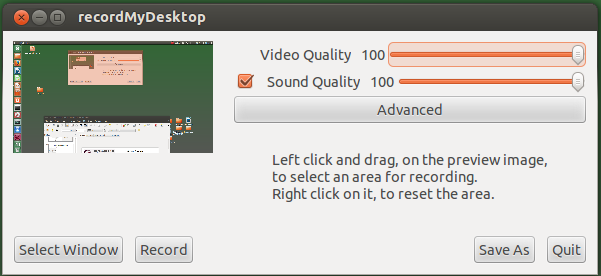 recordMyDesktop
Video Quality 100
Sound Quality 100
Advanced
Left click and drag, on the preview image,
to select an area for recording.
Right click on it, to reset the area.
Select Window Record Save As Quit